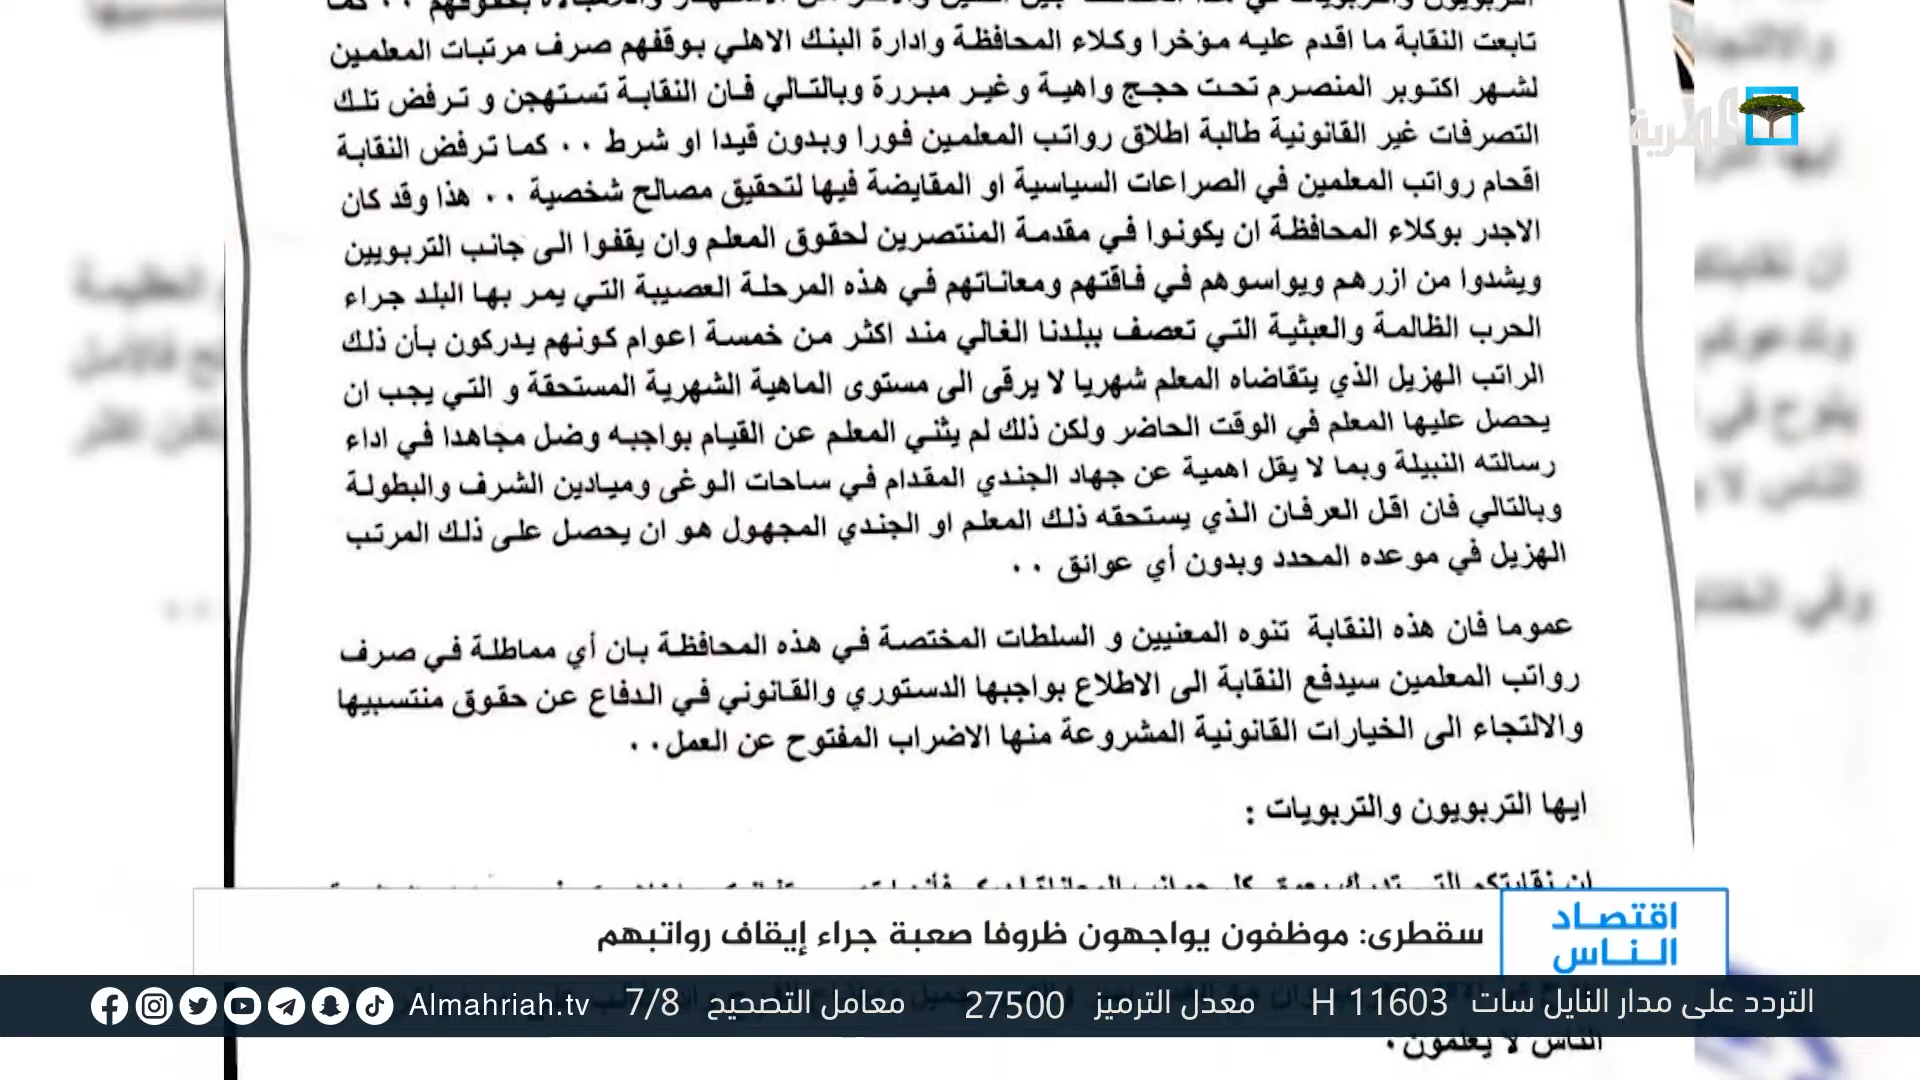 تابعت النقابة ما اقدم عليه مؤخرا وكلاء المحافظة وادارة البنك الاهلي بوقفهم صرف مرتبات المعلمين
لشهر اكتوبر المنصرم تحت حجج واهية وغير مبررة وبالتالي فان النقابة تستهجن و ترفض تلك
التصرفات غير القانونية طالبة اطلاق رواتب المعلمين فورا وبدون قيدا او شرط ٠٠ كما ترفض النقابة
اقحام رواتب المعلمين في الصراعات السياسية او المقايضة فيها لتحقيق مصالح شخصية ٠٠ هذا وقد كان
الاجدر بوكلاء المحافظة ان يكونوا في مقدمة المنتصرين لحقوق المعلم وان يقفوا الى جانب التربويين
ويشدوا من ازرهم ويواسوهم في فاقتهم ومعاناتهم في هذه المرحلة العصيبة التي يمر بها البلد جراء
الحرب الظالمة والعبثية التي تعصف ببلدنا الغالي مند اكثر من خمسة اعوام كونهم يدركون بأن ذلك
الراتب الهزيل الذي يتقاضاه المعلم شهريا لا يرقى الى مستوى الماهية الشهرية المستحقة و التي يجب ان
يحصل عليها المعلم في الوقت الحاضر ولكن ذلك لم يثني المعلم عن القيام بواجبه وضل مجاهدا في اداء
رسالته النبيلة وبما لا يقل اهمية عن جهاد الجندي المقدام في ساحات الوغى وميادين الشرف والبطولة
وبالتالي فان اقل العرفان الذي يستحقه ذلك المعلم او الجندي المجهول هو ان يحصل على ذلك المرتب
الهزيل في موعده المحدد وبدون أي عوانق ٠٠
عموما فان هذه النقابة تنوه المعنيين و السلطات المختصة في هذه المحافظة بان أي مماطلة في صرف
رواتب المعلمين سيدفع النقابة الى الاطلاع بواجبها الدستوري والقانوني في الدفاع عن حقوق منتسبيها
والالتجاء الى الخيارات القانونية المشروعة منها الاضراب المفتوح عن العمل٠٠
ايها التربويون والتربويات :
المهرية
اقتصاد
الناس
سقطرى: موظفون يواجهون ظروفا صعبة جراء إيقاف رواتبهم
التردد على مدار النايل سات 11603 H معدل الترميز 27500 معامل التصحيح 7/8 Almahriah.tv
الناس لا يعلمون ٠